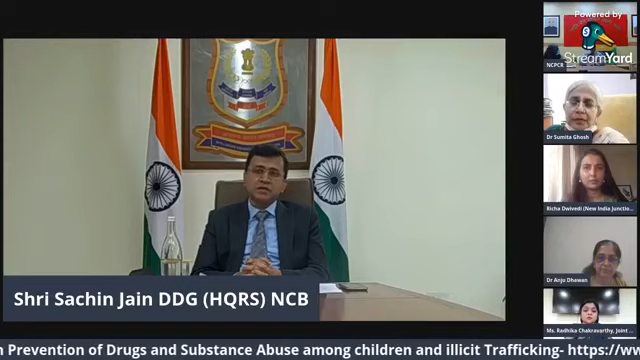 Powered by
StreamYard
NCPCR
Dr Sumita Ghosh
Richa Dwivedi (New India Junctio...
Dr Anju Dhawan
Ms. Radhika Chakravarthy, Joint ...
Shri Sachin Jain DDG (HQRS) NCB
Prevention of Drugs and Substance Abuse among children and illicit Trafficking- https://ww